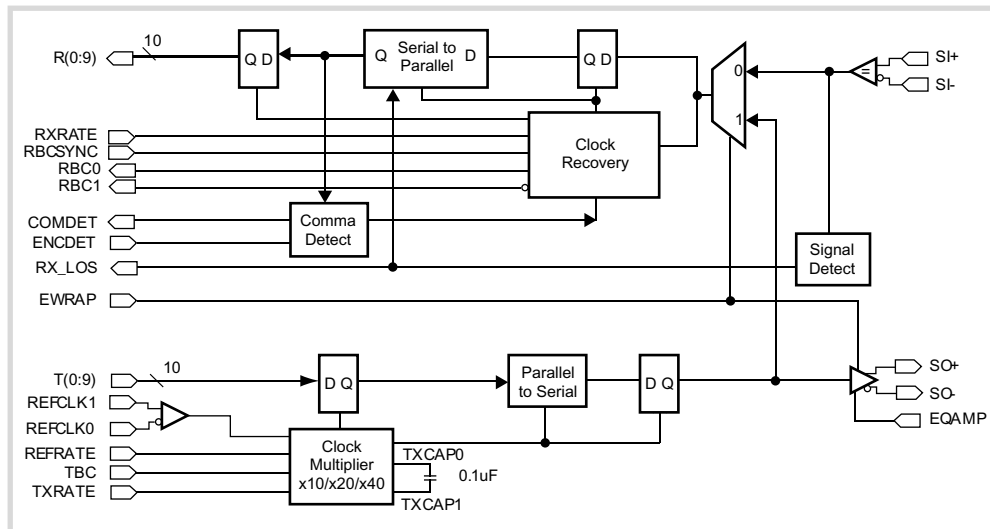 10
R(0:9)
Q D
Serial to
Parallel
Q
D
Q D
0
1
=
SI+
SI-
RXRATE
RBCSYNC
RBC0
RBC1
Clock
Recovery
COMDET
ENCDET
Comma
Detect
RX_LOS
Signal
Detect
EWRAP
10
T(0:9)
D Q
Parallel
to Serial
D Q
SO+
SO-
EQAMP
REFCLK1
REFCLK0
REFRATE
TBC
TXRATE
Clock
Multiplier
x10/x20/x40
TXCAP0
0.1uF
TXCAP1